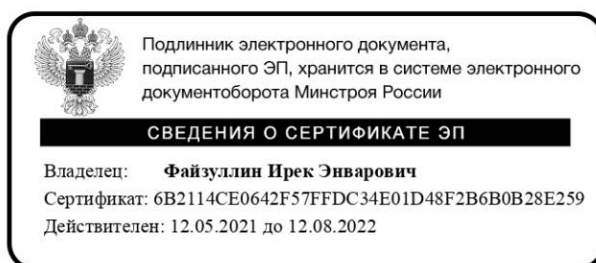 Подлинник электронного документа,
подписанного ЭП, хранится в системе электронного
документоборота Минстроя России
СВЕДЕНИЯ О СЕРТИФИКАТЕ ЭП
Владелец: Файзуллин Ирек Энварович
Сертификат: 6B2114CE0642F57FFDC34E01D48F2B6B0B28E259
Действителен: 12.05.2021 до 12.08.2022